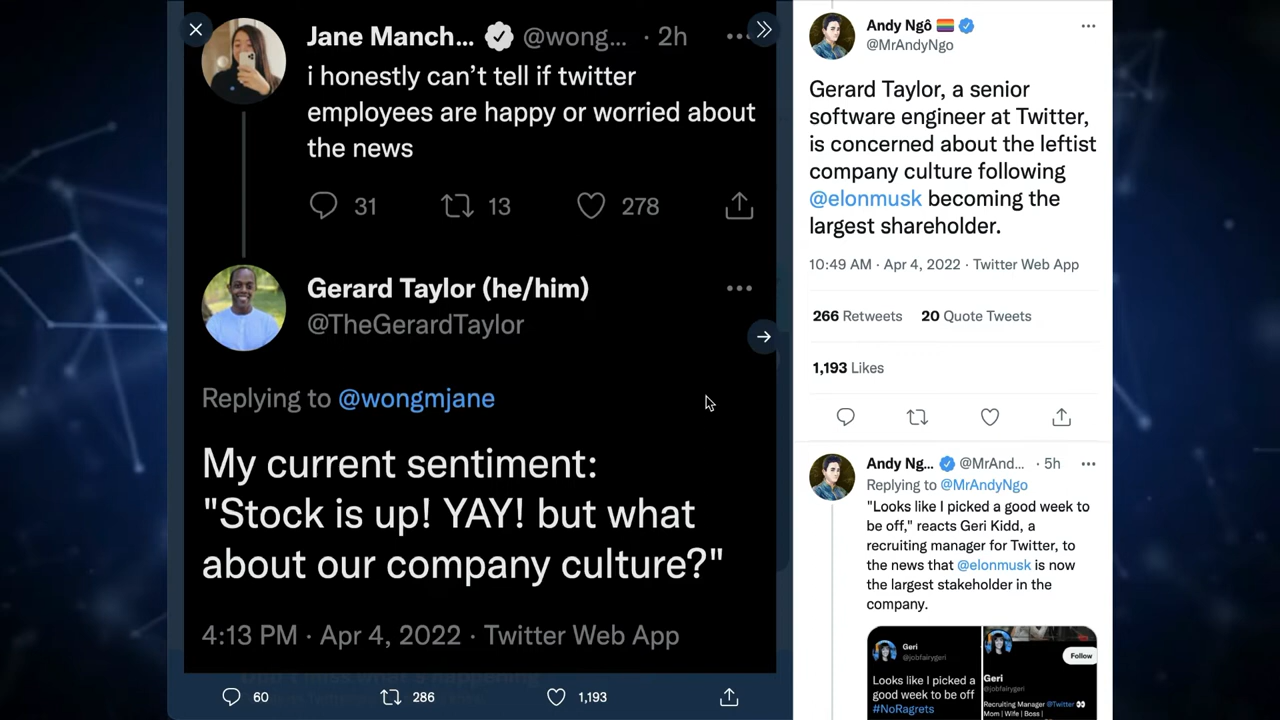 Jane Manch... @wong... · 2h
i honestly can’t tell if twitter
employees are happy or worried about
the news
31 13 278
Gerard Taylor (he/him)
@TheGerardTaylor
Replying to @wongmjane
My current sentiment:
"Stock is up! YAY! but what
about our company culture?"
4:13 PM · Apr 4, 2022 · Twitter Web App
60 286 1,193
Andy Ngô
@MrAndyNgo
Gerard Taylor, a senior
software engineer at Twitter,
is concerned about the leftist
company culture following
@elonmusk becoming the
largest shareholder.
10:49 AM · Apr 4, 2022 · Twitter Web App
266 Retweets 20 Quote Tweets
1,193 Likes
Andy Ng... @MrAnd... · 5h
Replying to @MrAndyNgo
"Looks like I picked a good week to
be off," reacts Geri Kidd, a
recruiting manager for Twitter, to
the news that @elonmusk is now
the largest stakeholder in the
company.
Geri
@jobfairygeri
Looks like I picked a
good week to be off
#NoRagrets
Follow
Geri
@jobfairygeri
Recruiting Manager @Twitter
Mom | Wife | Boss |